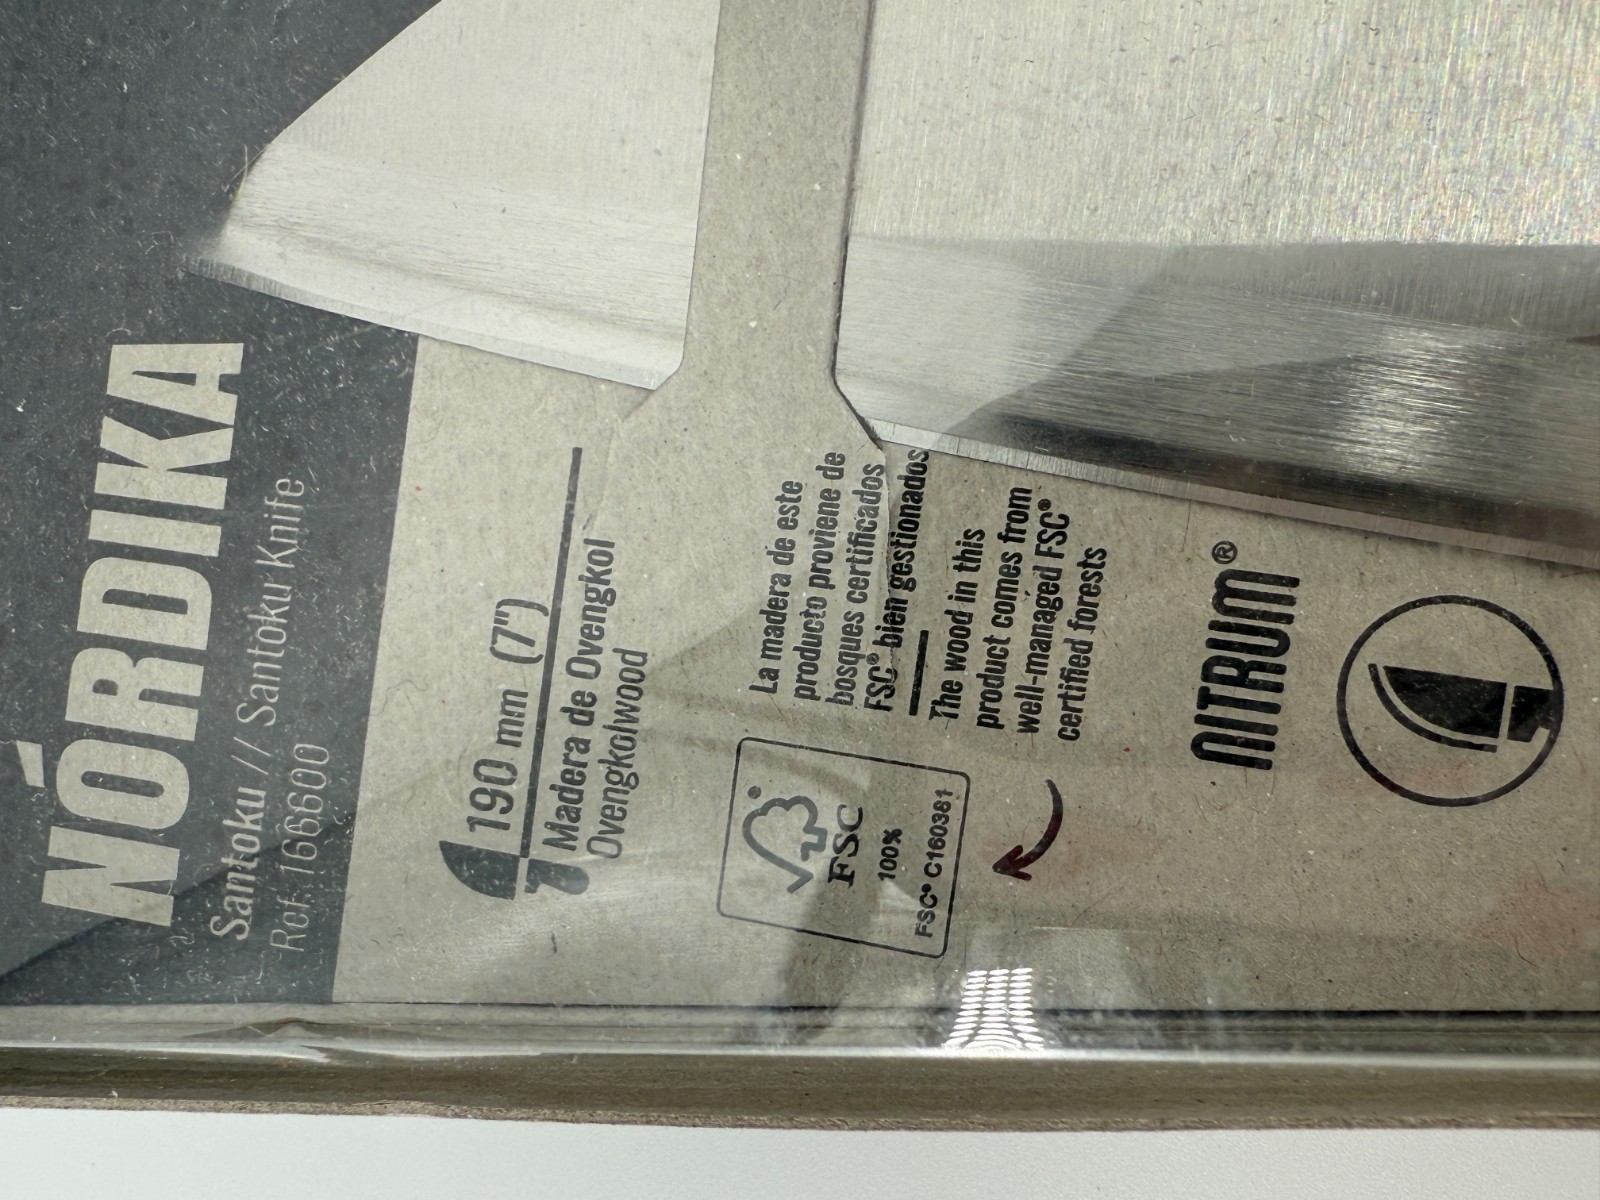 NÓRDIKA
Santoku // Santoku Knife
Ref. 166600
190 mm (7")
Madera de Ovengkol
Ovengkolwood
FSC®
100%
FSC® C160381
La madera de este
producto proviene de
bosques certificados
FSC® bien gestionados
The wood in this
product comes from
well-managed FSC®
certified forests
NITRUM®